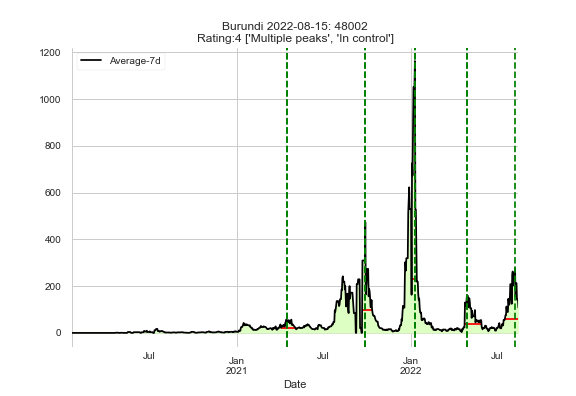 Burundi 2022-08-15: 48002
Rating:4 ['Multiple peaks', 'In control']
Average-7d
1200
1000
800
600
400
200
0
Jul
Jan
2021
Jul
Jan
2022
Jul
Date